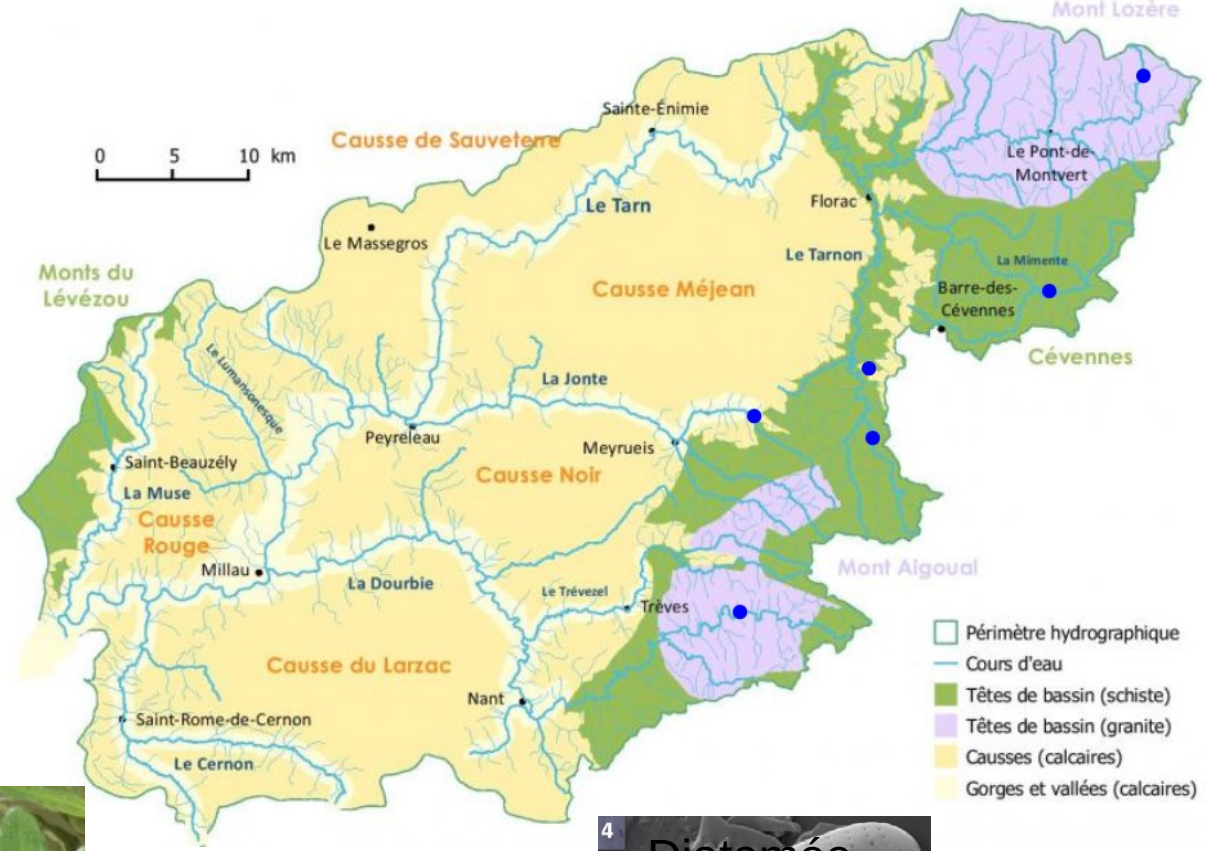 Mont Lozère
Sainte-Énimie
Causse de Sauveterre
0 5 10 km
Le Pont-de-
Montvert
Le Tarn
Florac
Le Massegros
Le Tarnon
La Mimente
Monts du
Lévézou
Causse Méjean
Barre-des-
Cévennes
Cévennes
Le Lumansonesque
La Jonte
Peyreleau
Meyrueis
Saint-Beauzély
Causse Noir
La Muse
Causse
Rouge
Millau
La Dourbie
Mont Aigoual
Le Trévezel
Trèves
Causse du Larzac
Nant
Saint-Rome-de-Cernon
Le Cernon
Périmètre hydrographique
Cours d'eau
Têtes de bassin (schiste)
Têtes de bassin (granite)
Causses (calcaires)
Gorges et vallées (calcaires)
4
Diatomée